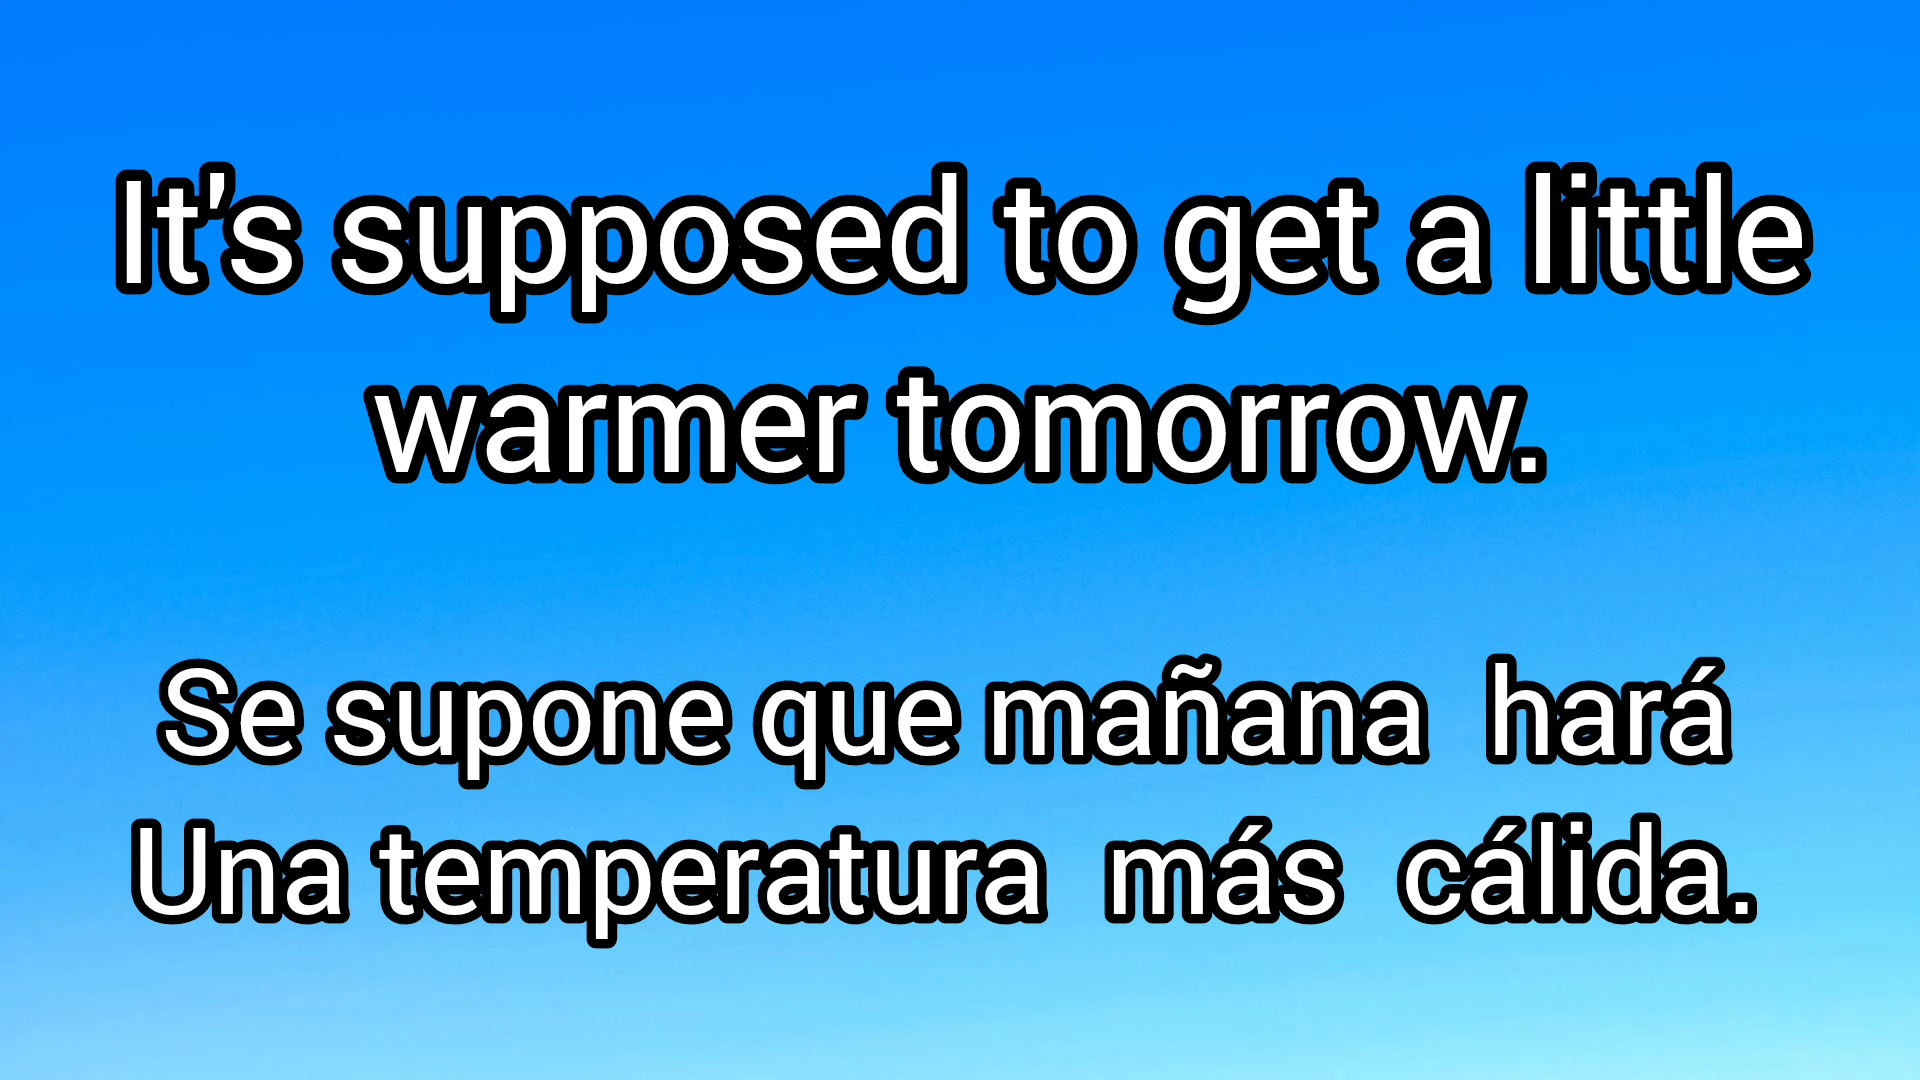 It's supposed to get a little
warmer tomorrow.
Se supone que mañana hará
Una temperatura más cálida.